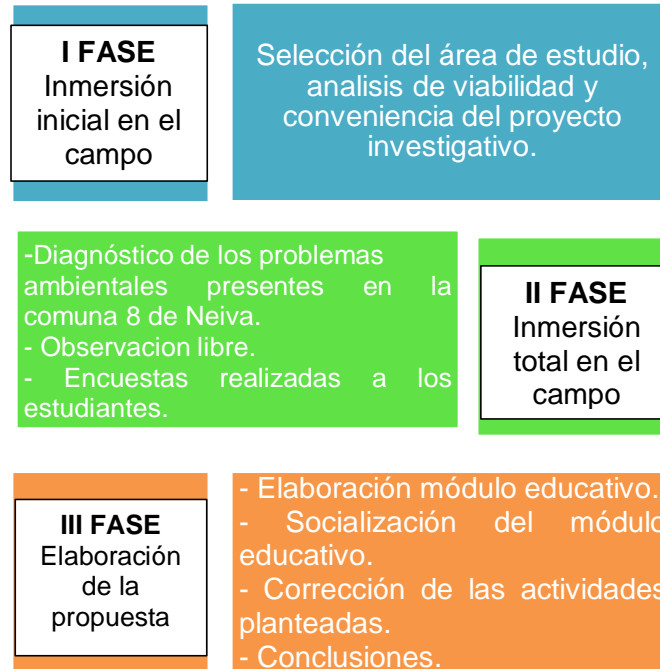 I FASE
Inmersión
inicial en el
campo
Selección del área de estudio,
analisis de viabilidad y
conveniencia del proyecto
investigativo.
-Diagnóstico de los problemas
ambientales presentes en la
comuna 8 de Neiva.
- Observacion libre.
- Encuestas realizadas a los
estudiantes.
II FASE
Inmersión
total en el
campo
III FASE
Elaboración
de la
propuesta
- Elaboración módulo educativo.
- Socialización del módulo
educativo.
- Corrección de las actividades
planteadas.
- Conclusiones.